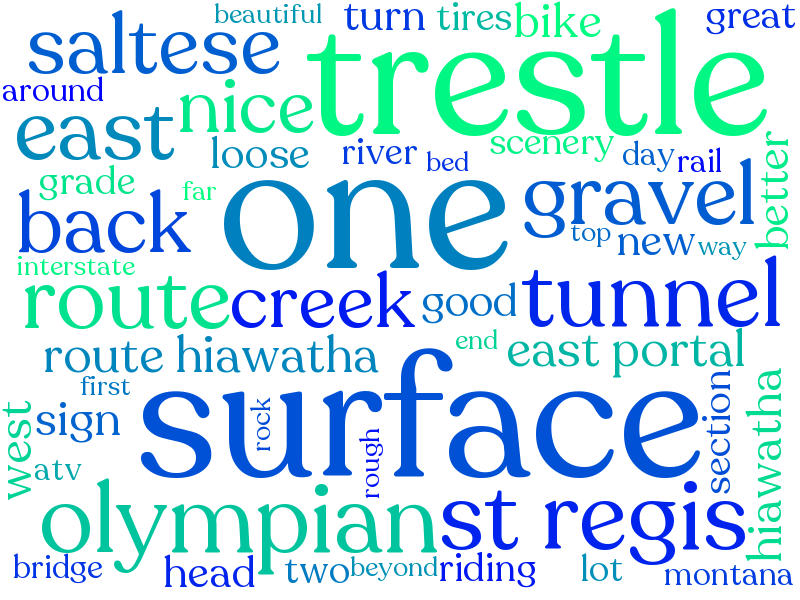 beautiful
turn
tires
bike
great
saltese
trestle
around
nice
east
scenery
loose
river
bed
day
rail
better
grade
far
one
gravel
back
top
new
way
interstate
route
creek
good
tunnel
route hiawatha
end
east portal
first
surface
section
hiawatha
west
sign
rock
rough
atv
olympian
st regis
bridge
head
two
beyond
riding
lot
montana